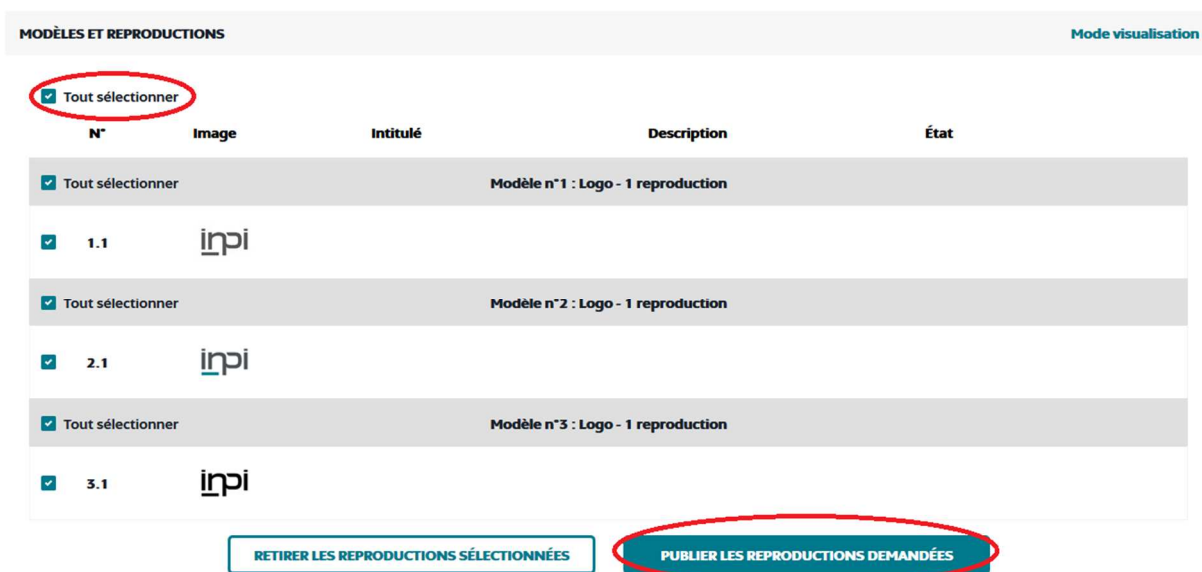 MODÈLES ET REPRODUCTIONS Mode visualisation
Tout sélectionner
N° Image Intitulé Description État
Tout sélectionner Modèle n°1 : Logo - 1 reproduction
1.1 inpi
Tout sélectionner Modèle n°2 : Logo - 1 reproduction
2.1 inpi
Tout sélectionner Modèle n°3 : Logo - 1 reproduction
3.1 inpi
RETIRER LES REPRODUCTIONS SÉLECTIONNÉES PUBLIER LES REPRODUCTIONS DEMANDÉES